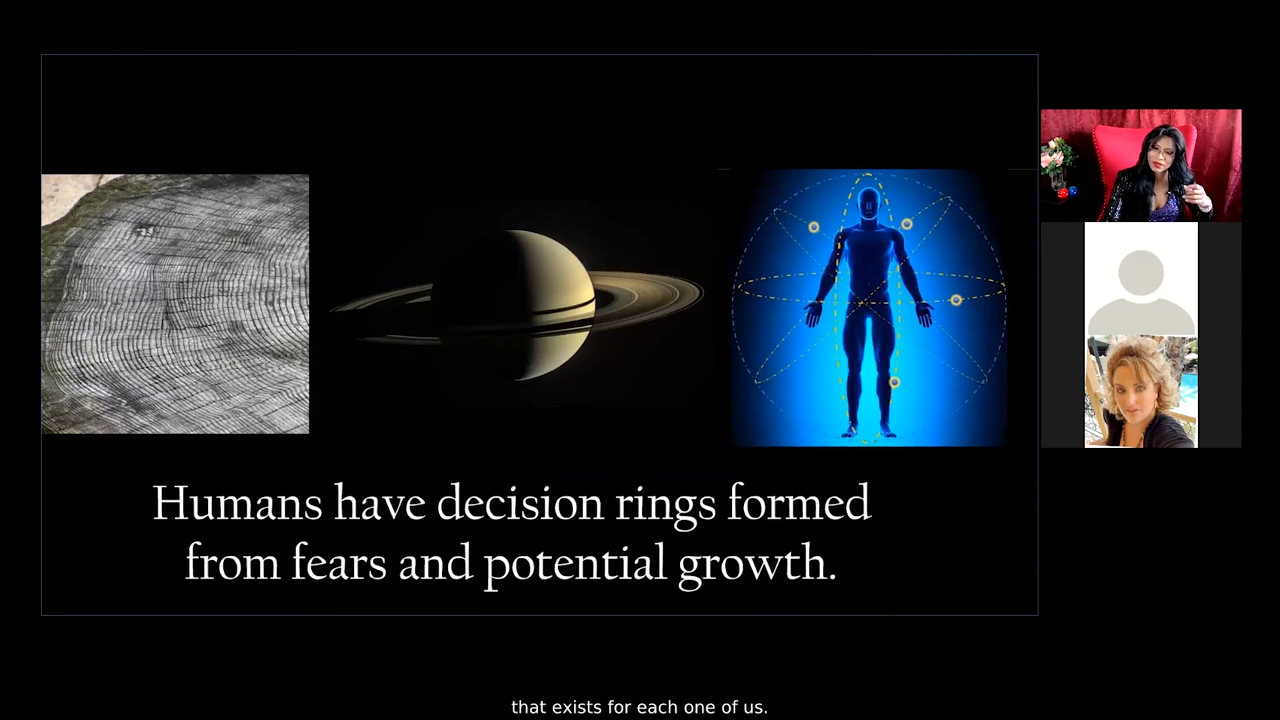 Humans have decision rings formed
from fears and potential growth.
that exists for each one of us.